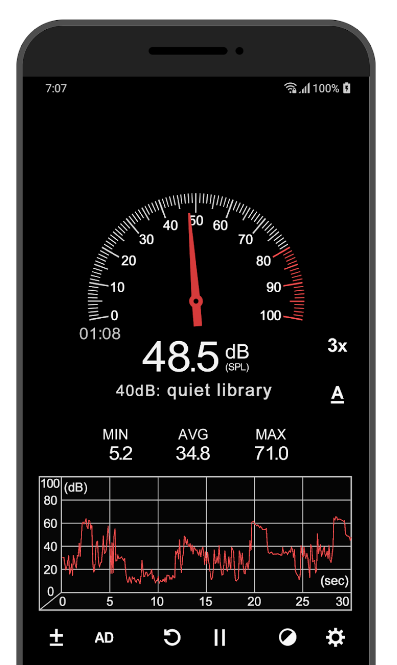 7:07 100%
0 10 20 30 40 50 60 70 80 90 100
01:08
48.5 dB
(SPL)
3x
40dB: quiet library
A
MIN AVG MAX
5.2 34.8 71.0
100 (dB)
80
60
40
20
0
(sec)
0 5 10 15 20 25 30
± AD